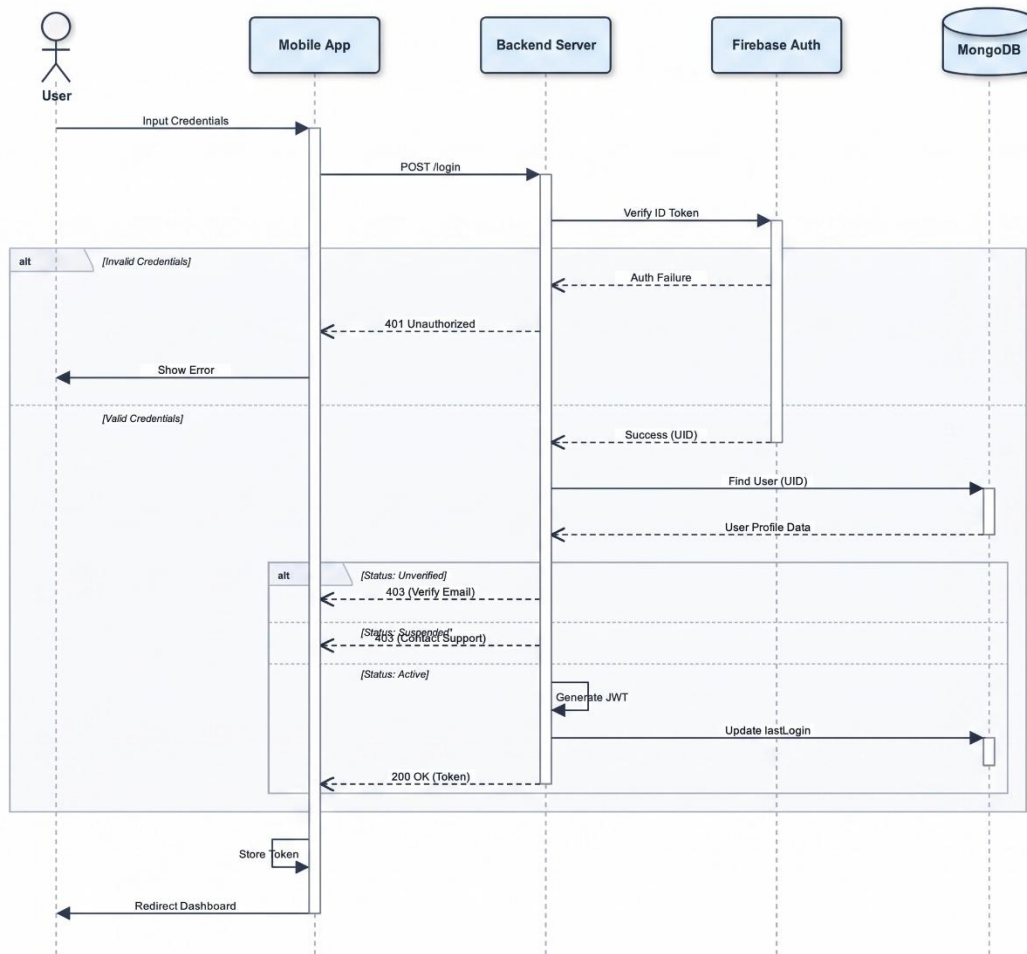 User
Mobile App
Backend Server
Firebase Auth
MongoDB
Input Credentials
POST /login
Verify ID Token
alt
[Invalid Credentials]
Auth Failure
401 Unauthorized
Show Error
[Valid Credentials]
Success (UID)
Find User (UID)
User Profile Data
alt
[Status: Unverified]
403 (Verify Email)
[Status: Suspended"
403 (Contact Support)
[Status: Active]
Generate JWT
Update lastLogin
200 OK (Token)
Store Token
Redirect Dashboard